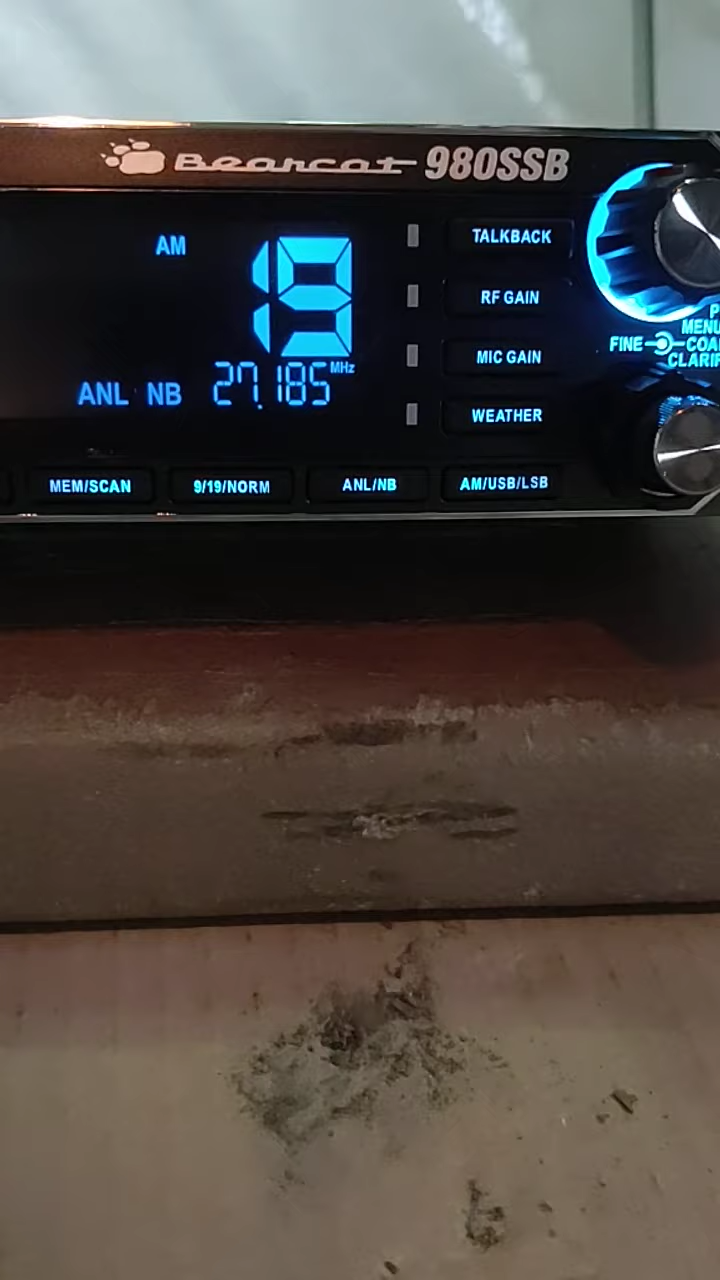 Bearcat 980SSB
AM
19
TALKBACK
RF GAIN
MIC GAIN
WEATHER
ANL NB 27.185 MHz
MENU
FINE
MEM/SCAN
9/19/NORM
ANL/NB
AM/USB/LSB